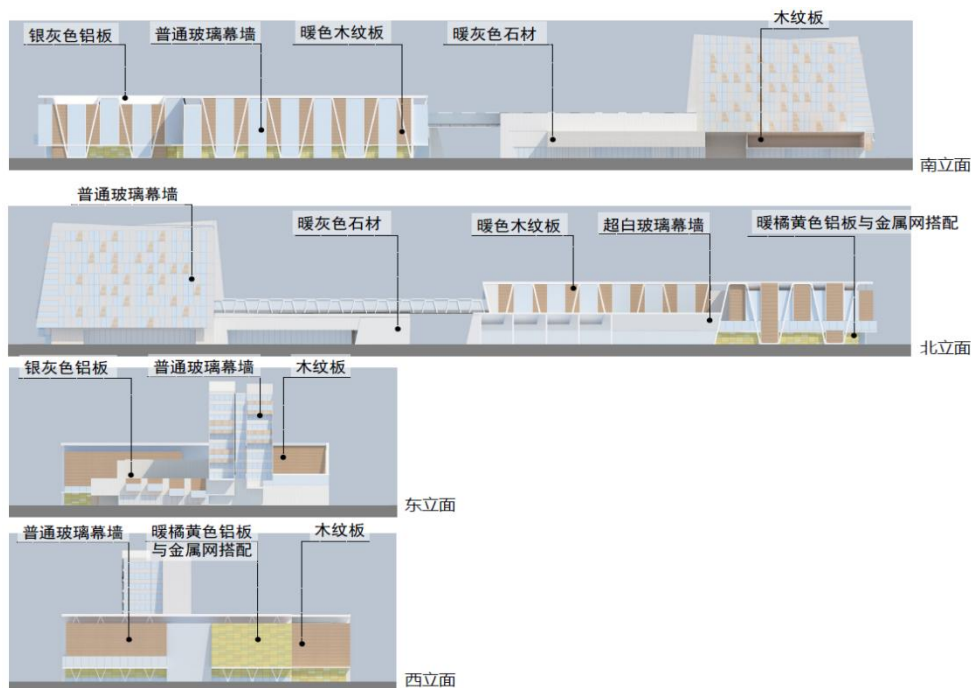 银灰色铝板
普通玻璃幕墙
暖色木纹板
暖灰色石材
木纹板
南立面
普通玻璃幕墙
暖灰色石材
暖色木纹板
超白玻璃幕墙
暖橘黄色铝板与金属网搭配
北立面
银灰色铝板
普通玻璃幕墙
木纹板
东立面
普通玻璃幕墙
暖橘黄色铝板
与金属网搭配
木纹板
西立面